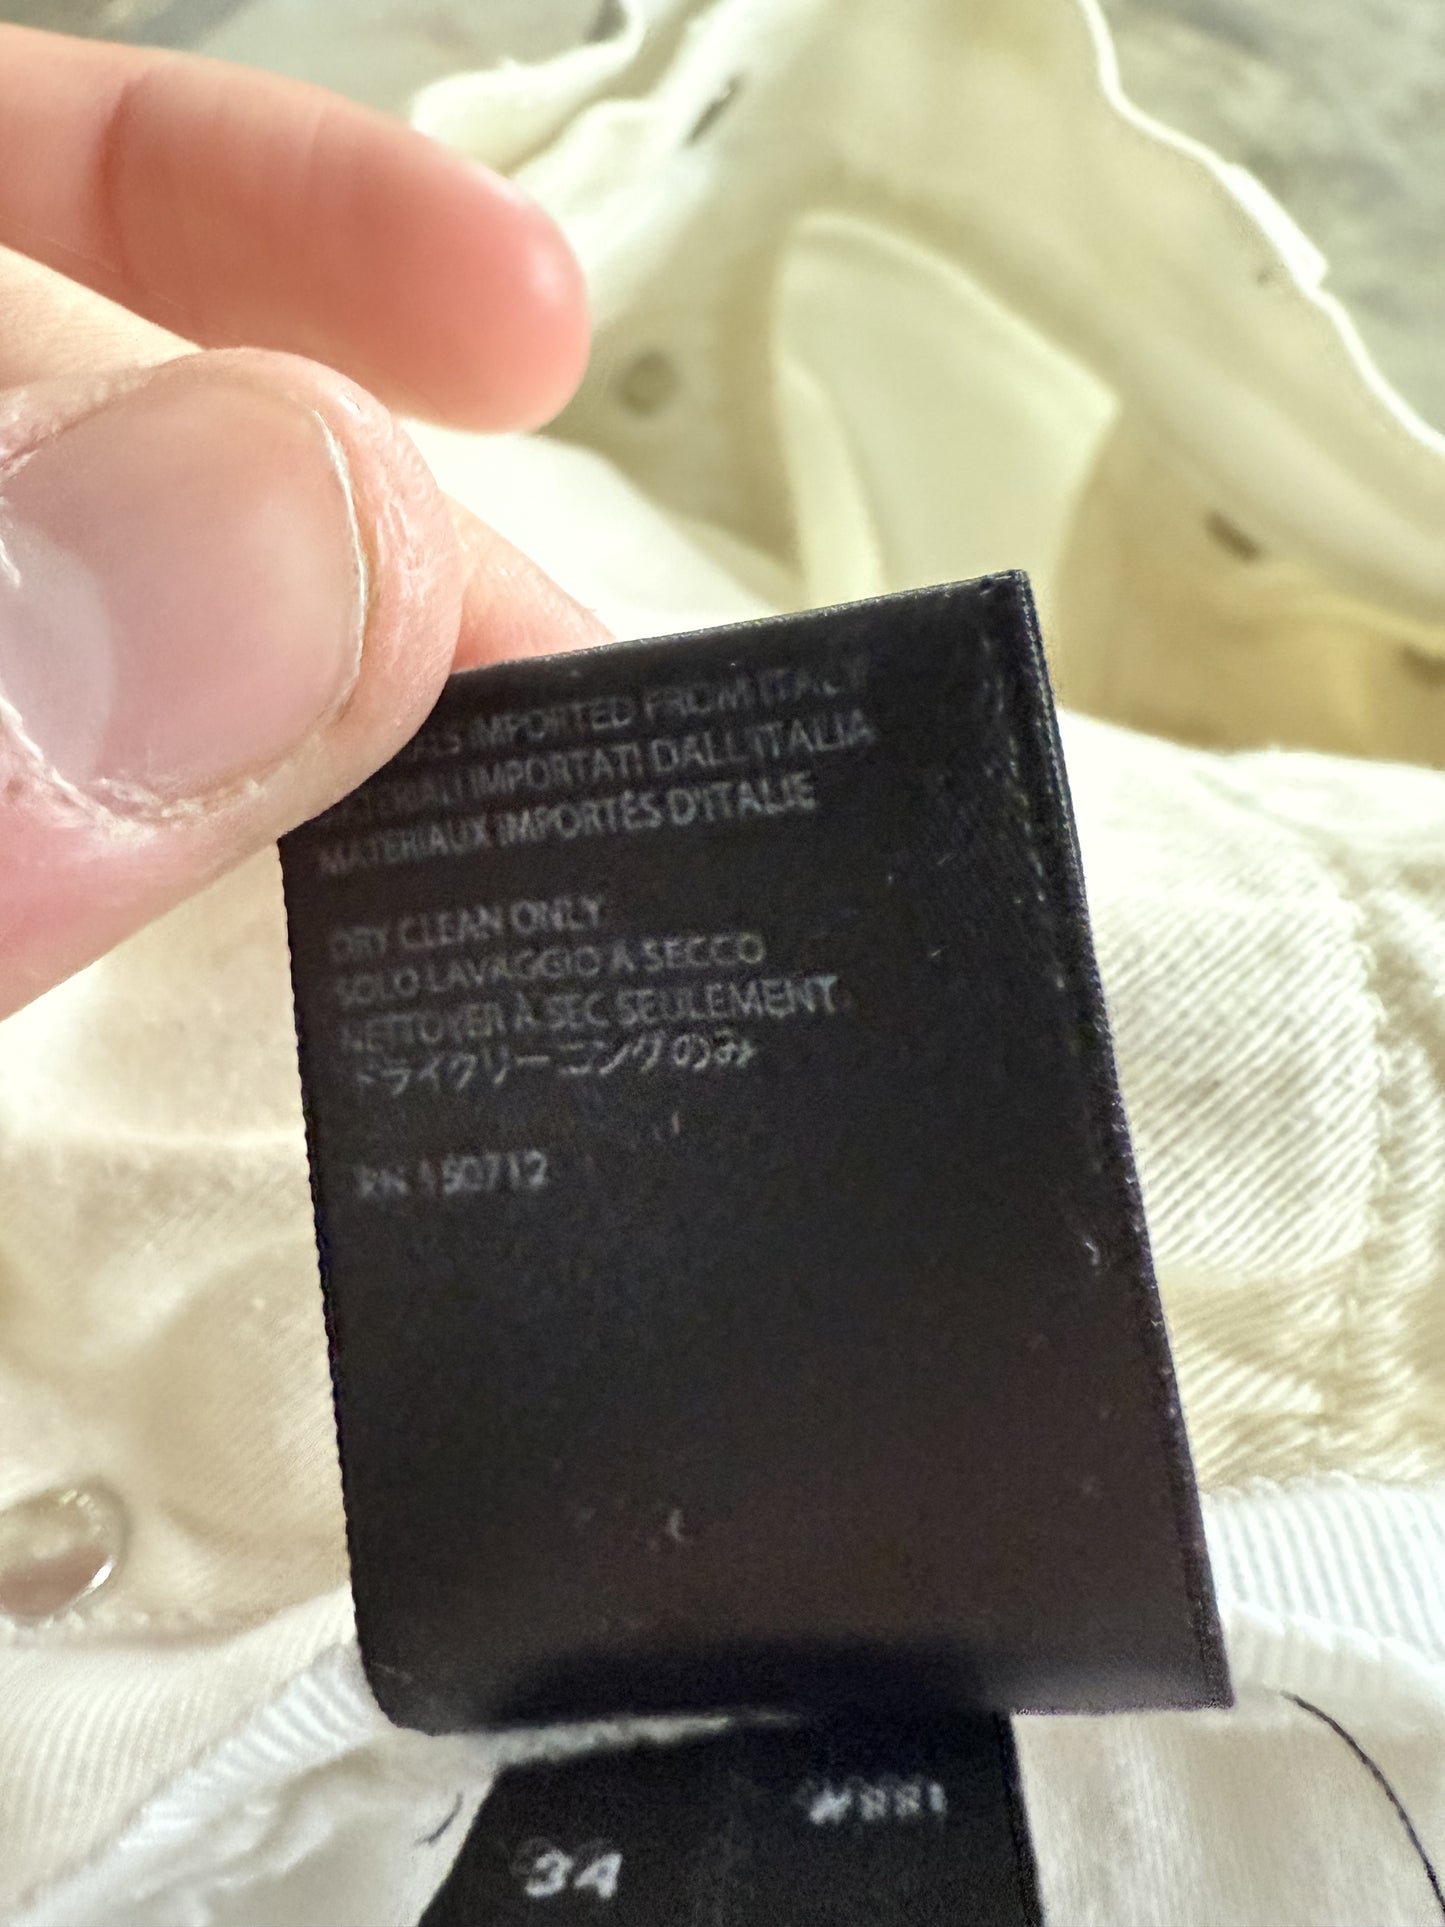 IMPORTED FROM ITALY
MATERIALI IMPORTATI DALL'ITALIA
MATERIAUX IMPORTÉS D'ITALIE
DRY CLEAN ONLY
SOLO LAVAGGIO A SECCO
NETTOYER À SEC SEULEMENT
ドライクリーニングのみ
RN 150712
34